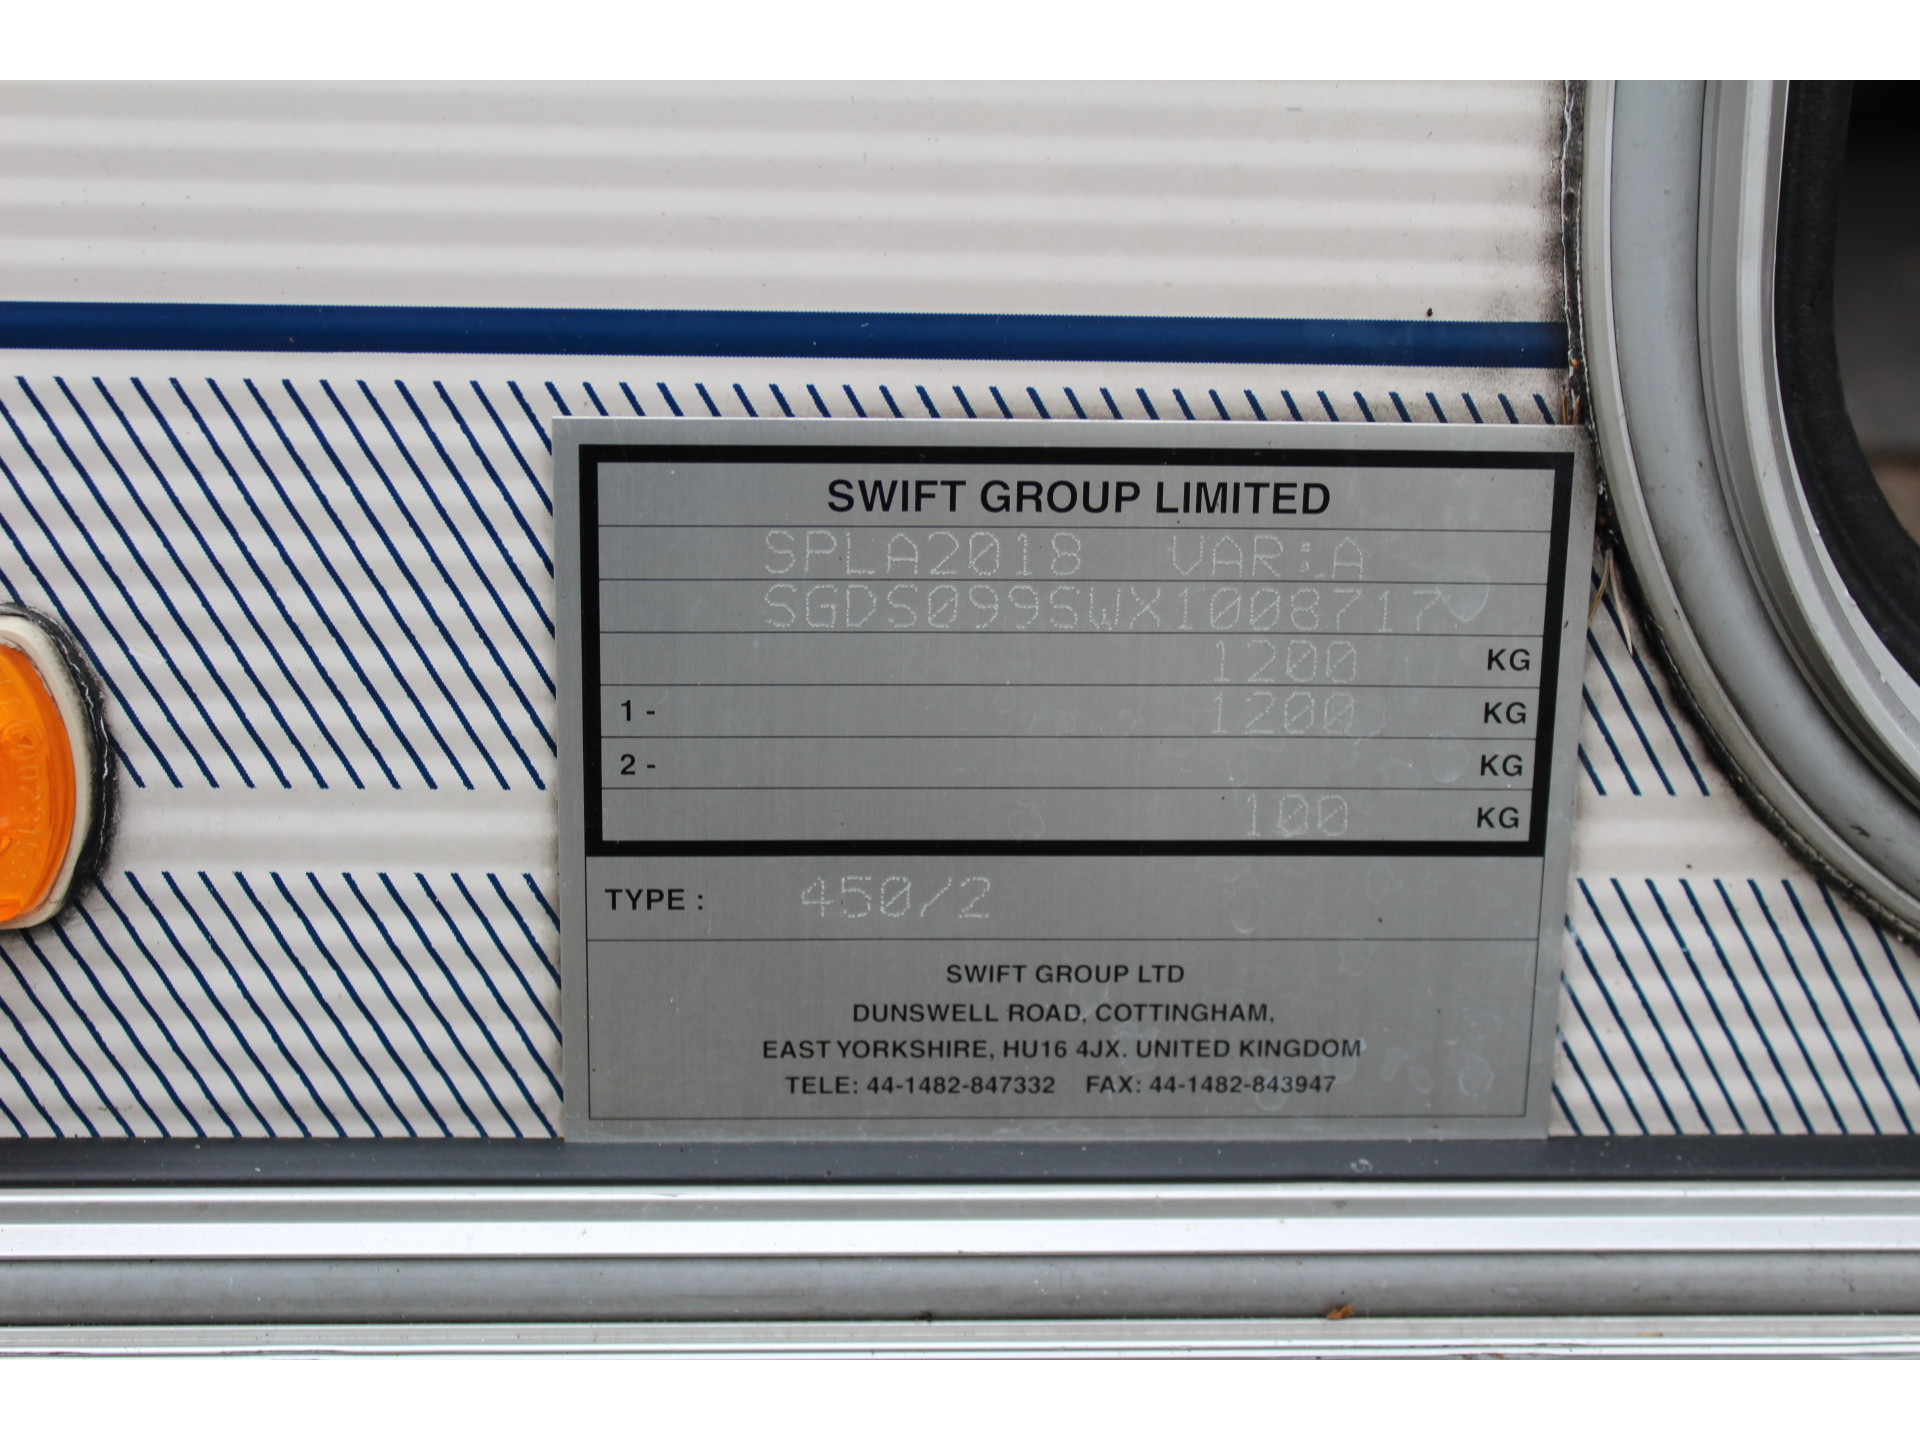 SWIFT GROUP LIMITED
SPLA2018 VAR:A
SGDS099SWX1008717
1200 KG
1 - 1200 KG
2 - KG
100 KG
TYPE : 450/2
SWIFT GROUP LTD
DUNSWELL ROAD, COTTINGHAM,
EAST YORKSHIRE, HU16 4JX. UNITED KINGDOM
TELE: 44-1482-847332 FAX: 44-1482-843947